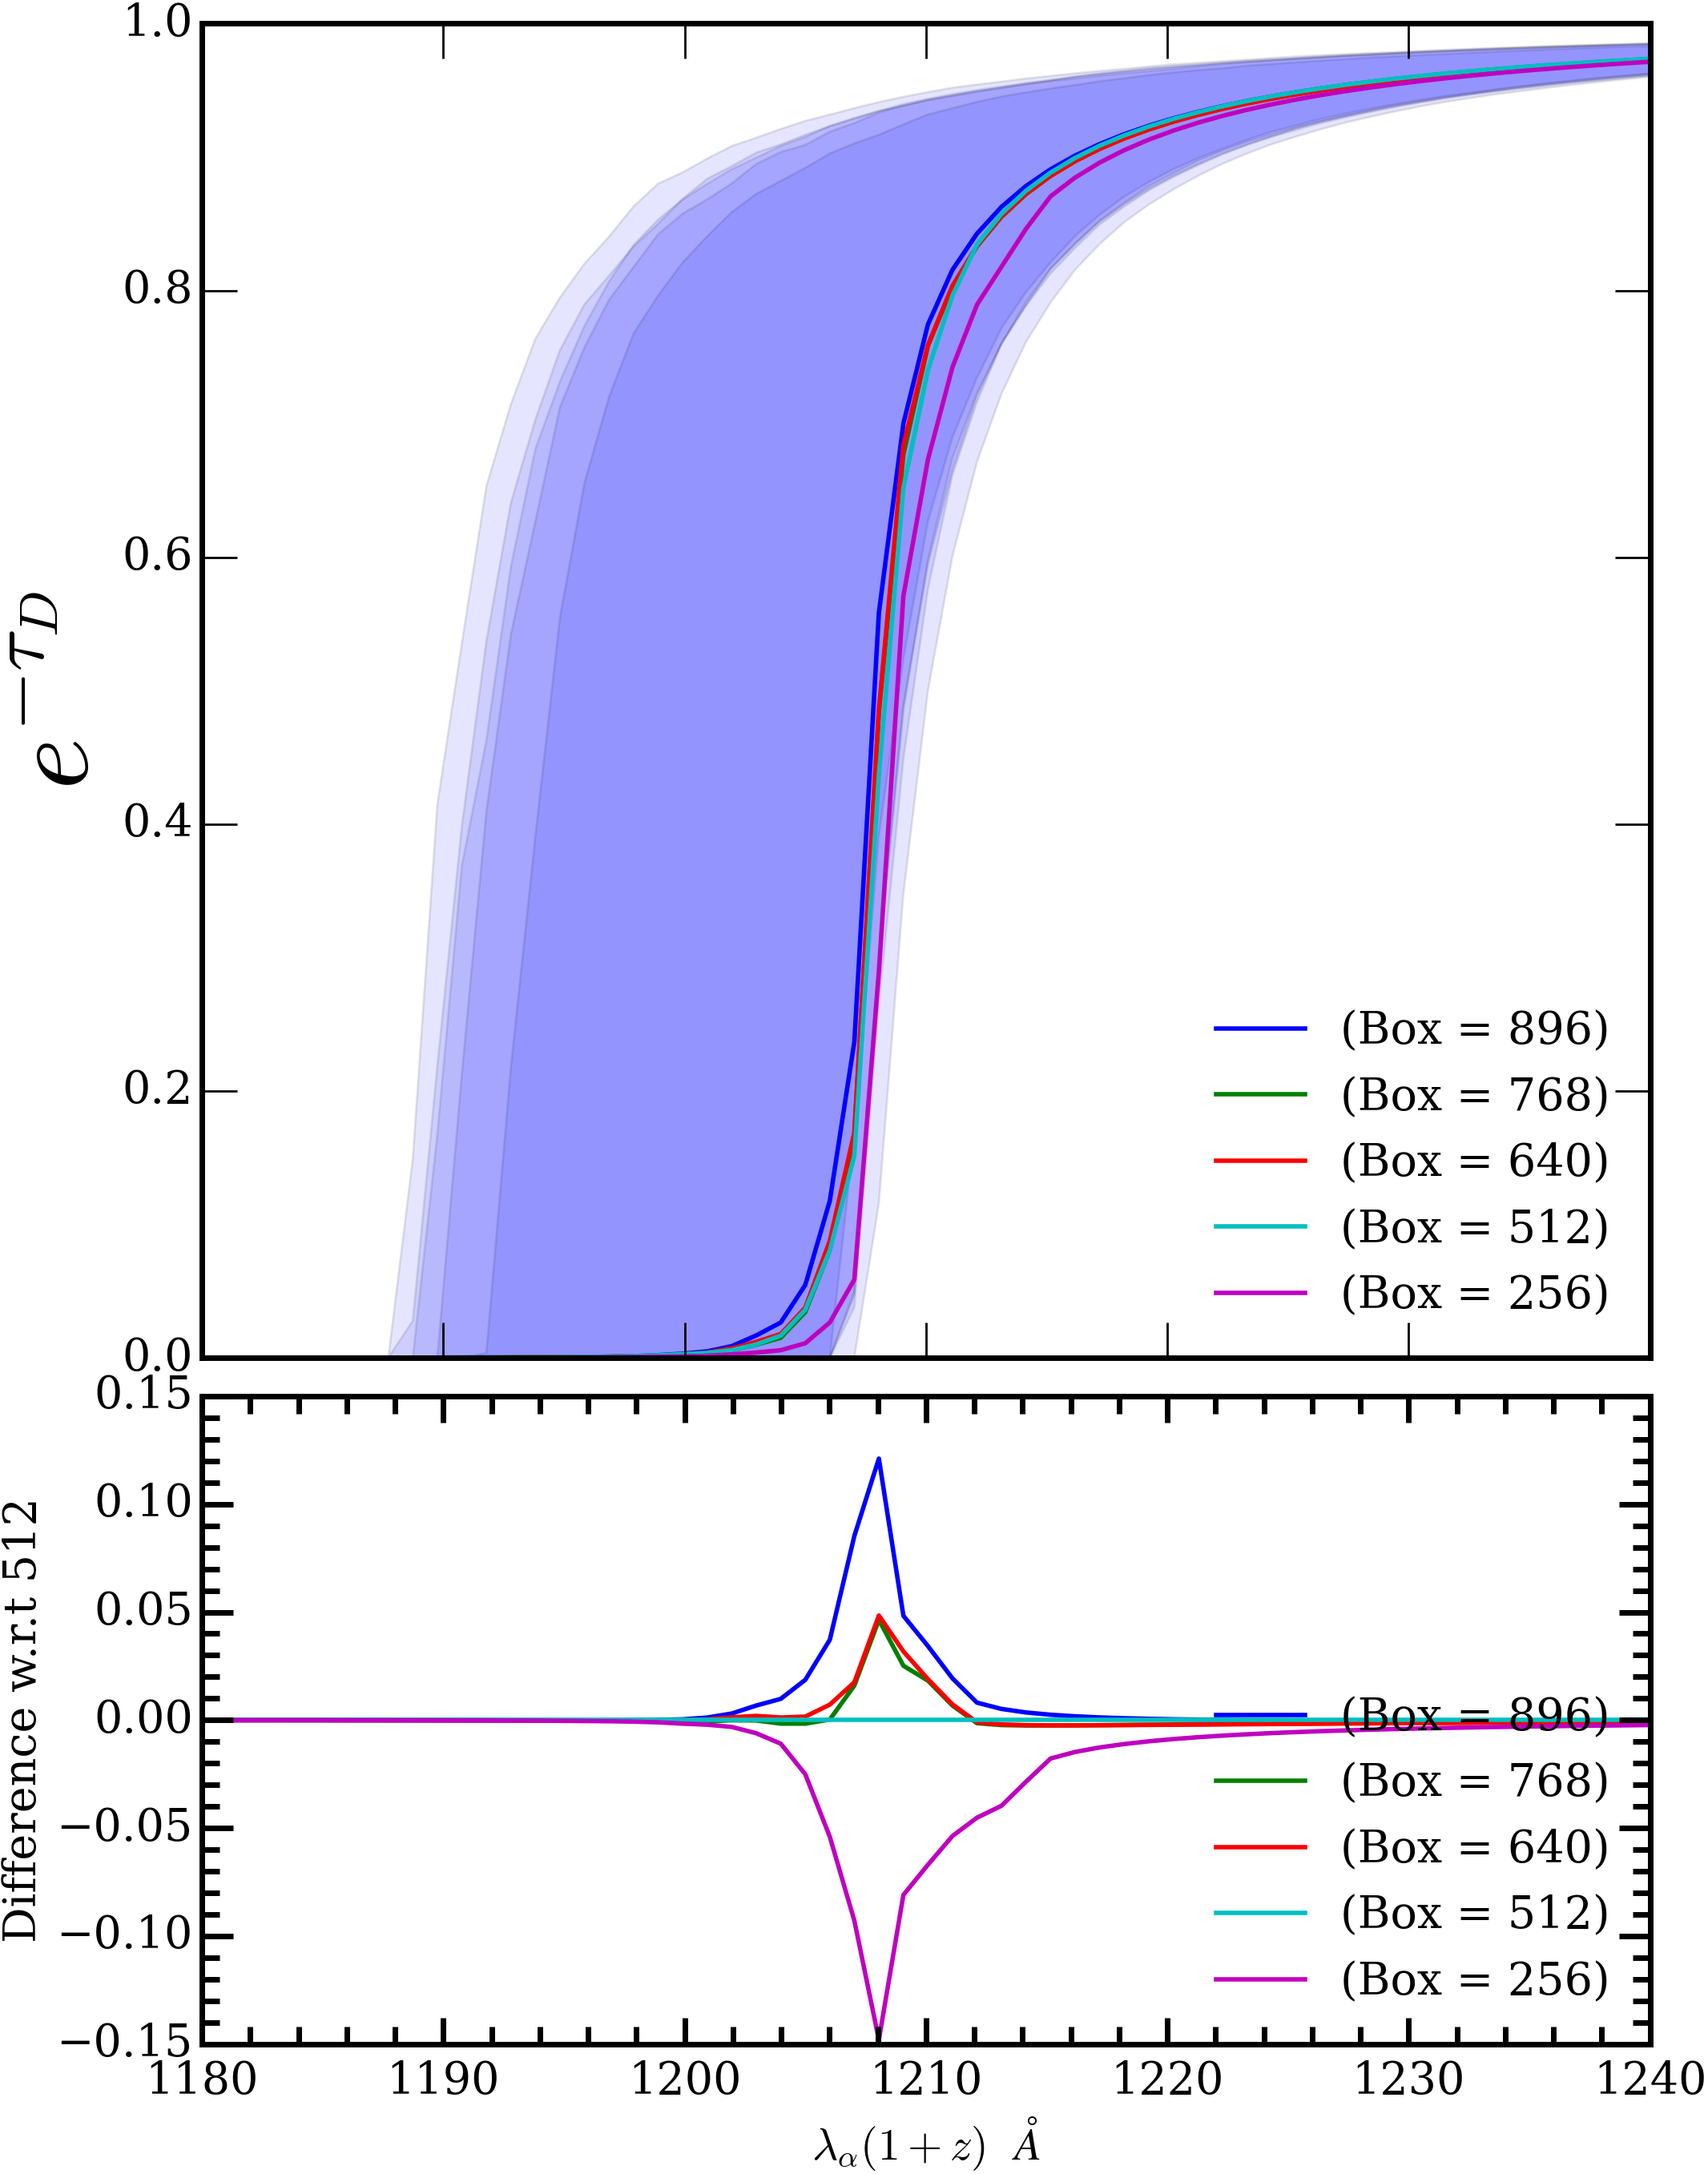 1.0
0.8
0.6
0.4
0.2
0.0
e^{−τ_D}
(Box = 896)
(Box = 768)
(Box = 640)
(Box = 512)
(Box = 256)
0.15
0.10
0.05
0.00
−0.05
−0.10
−0.15
Difference w.r.t 512
(Box = 896)
(Box = 768)
(Box = 640)
(Box = 512)
(Box = 256)
1180 1190 1200 1210 1220 1230 1240
λ_α(1+z) Å